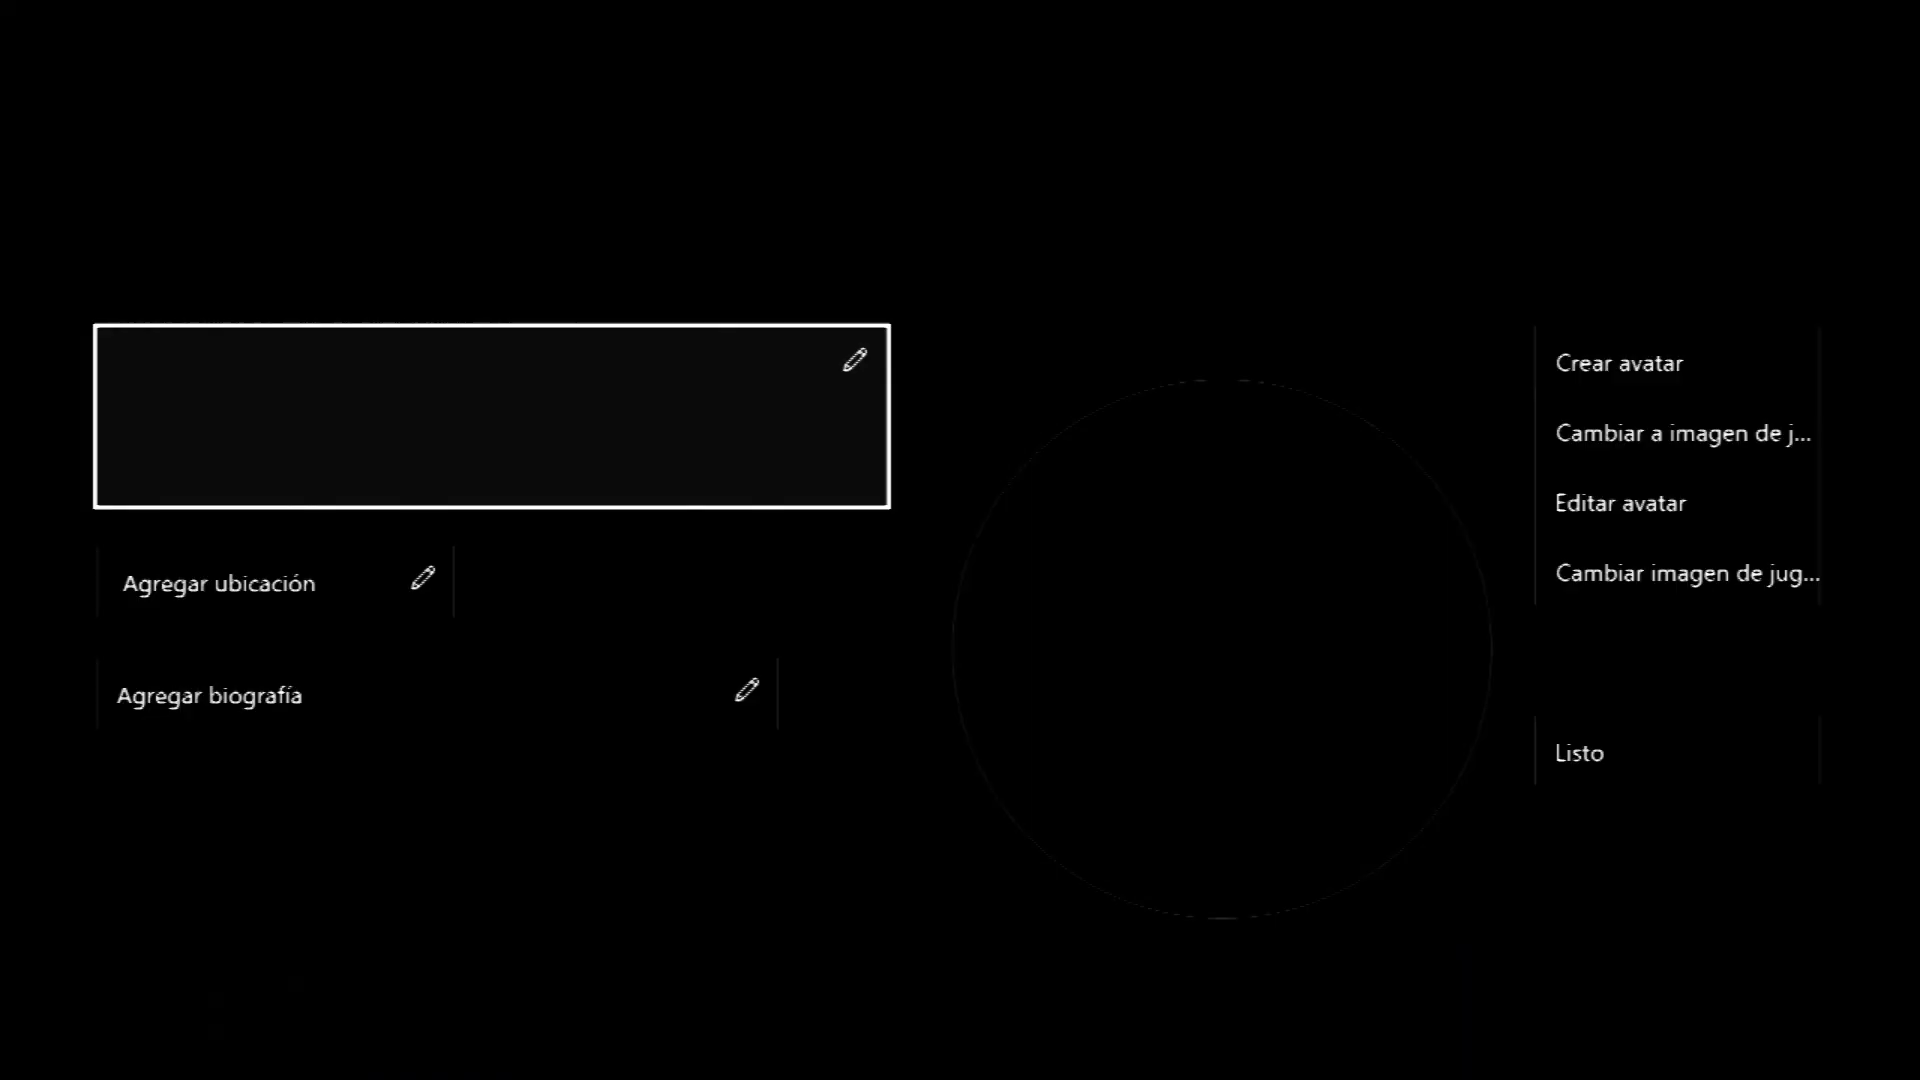 Agregar ubicación
Agregar biografía
Crear avatar
Cambiar a imagen de j...
Editar avatar
Cambiar imagen de jug...
Listo